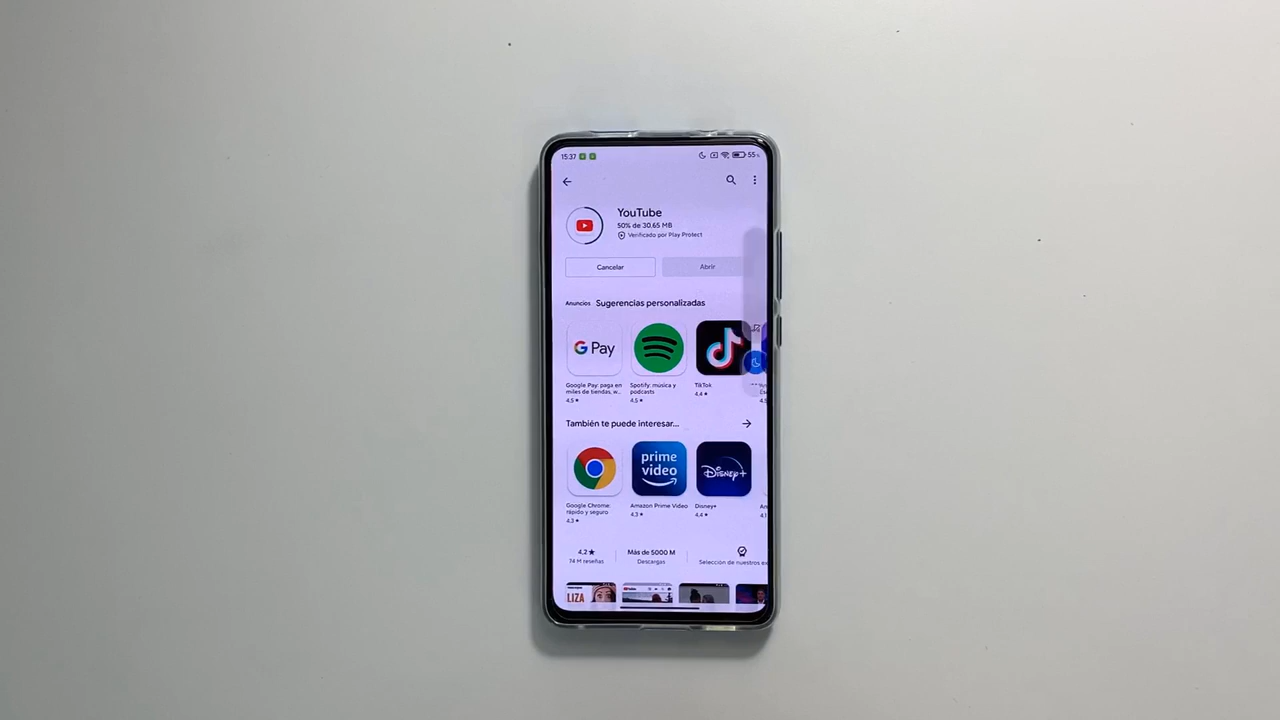 15:37
55%
YouTube
50% de 30.65 MB
Verificado por Play Protect
Cancelar
Abrir
Anuncios Sugerencias personalizadas
G Pay
TikTok
Google Pay: paga en miles de tiendas, w...
Spotify: música y podcasts
4,5 ★
4,5 ★
4,4 ★
También te puede interesar...
prime video
Disney+
Google Chrome: rápido y seguro
Amazon Prime Video
Disney+
4,3 ★
4,3 ★
4,4 ★
4,2 ★
Más de 5000 M
74 M reseñas
Descargas
Selección de nuestros ex
LIZA